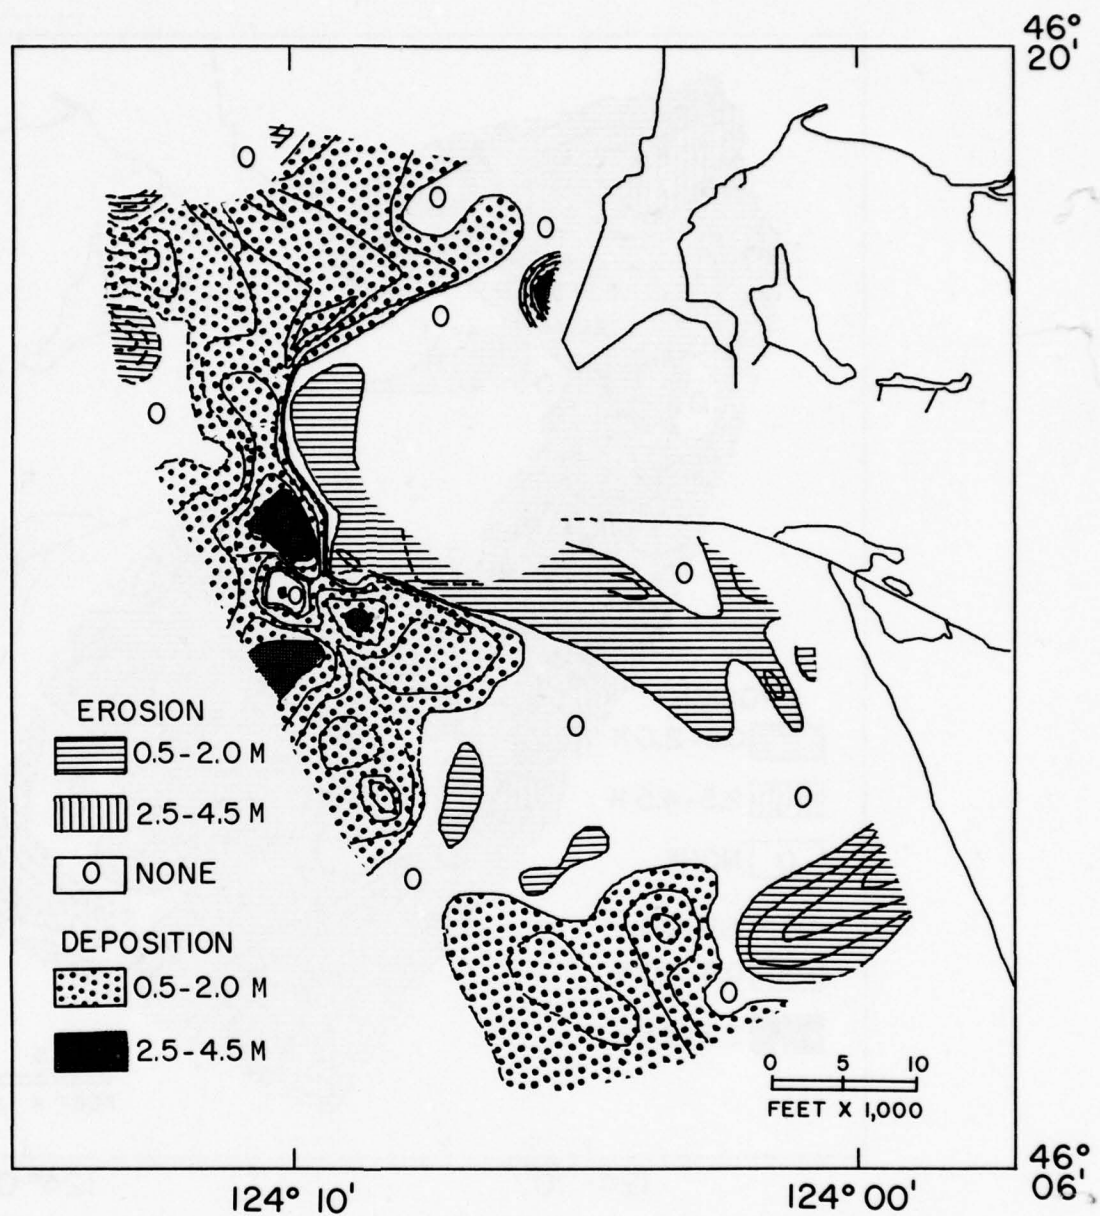 46°
20'
O
O
O
O
O
O
O
O
O
O
EROSION
0.5-2.0 M
2.5-4.5 M
O NONE
O
DEPOSITION
0.5-2.0 M
O
2.5-4.5 M
0 5 10
FEET X 1,000
46°
06'
124° 10'
124° 00'